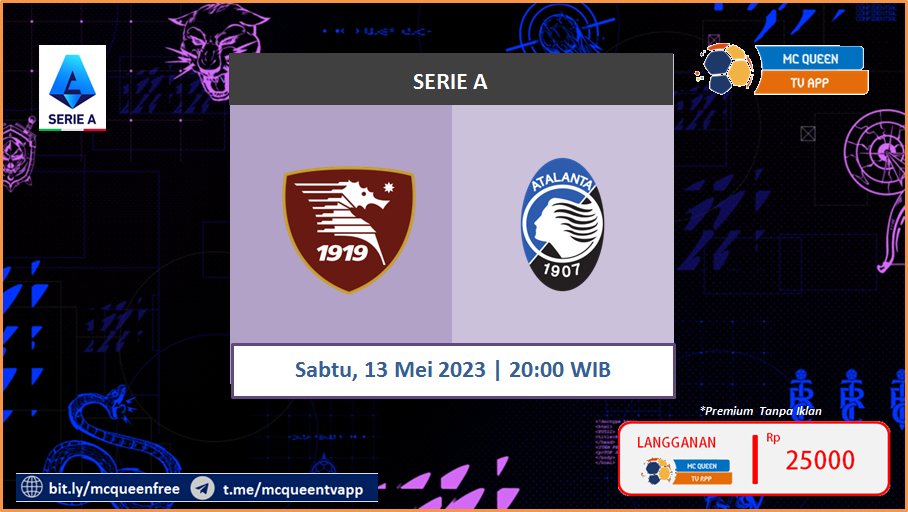 SERIE A
SERIE A
MC QUEEN
TV APP
1919
ATALANTA
1907
Sabtu, 13 Mei 2023 | 20:00 WIB
*Premium Tanpa Iklan
LANGGANAN
MC QUEEN
TV APP
Rp
25000
bit.ly/mcqueenfree
t.me/mcqueentvapp